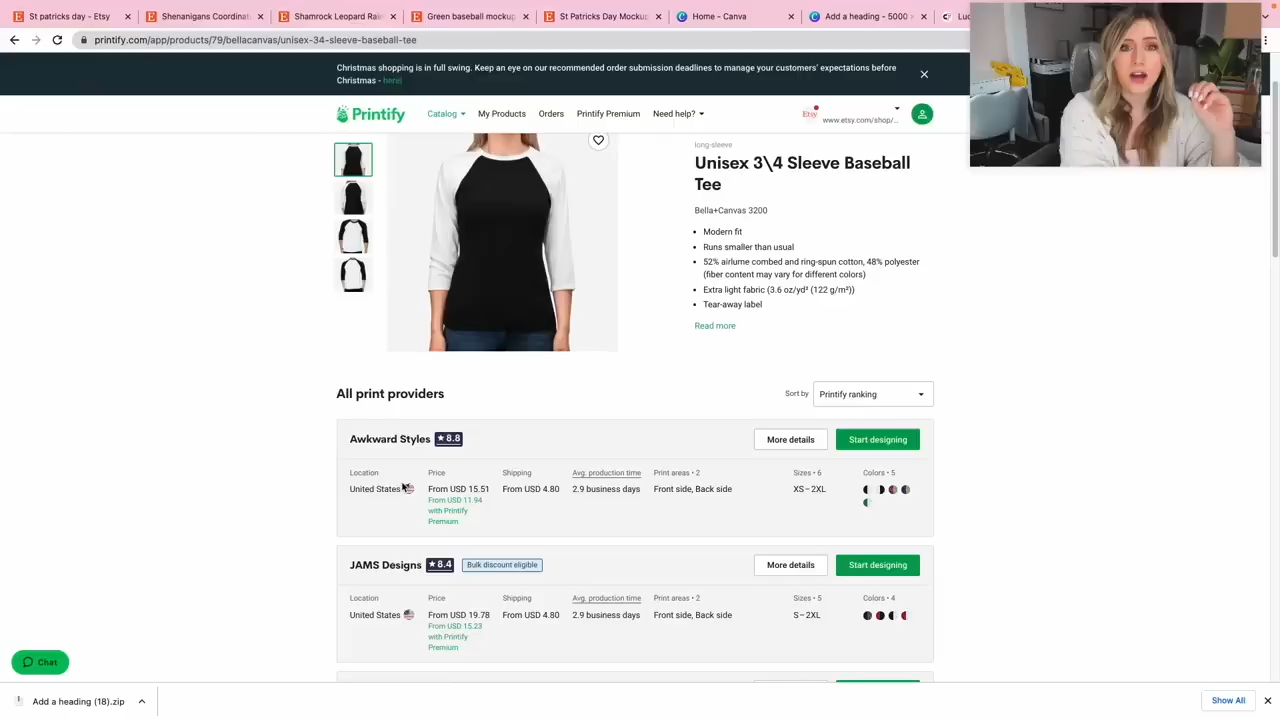 St patricks day - Etsy
Shenanigans Coordinat
Shamrock Leopard Rain
Green baseball mockup
St Patricks Day Mockup
Home - Canva
Add a heading - 5000
Luc
printify.com/app/products/79/bellacanvas/unisex-34-sleeve-baseball-tee
Christmas shopping is in full swing. Keep an eye on our recommended order submission deadlines to manage your customers' expectations before
Christmas - here!
Printify
Catalog
My Products
Orders
Printify Premium
Need help?
Etsy
www.etsy.com/shop/...
long-sleeve
Unisex 3\4 Sleeve Baseball
Tee
Bella+Canvas 3200
Modern fit
Runs smaller than usual
52% airlume combed and ring-spun cotton, 48% polyester
(fiber content may vary for different colors)
Extra light fabric (3.6 oz/yd² (122 g/m²))
Tear-away label
Read more
All print providers
Sort by
Printify ranking
Awkward Styles ★ 8.8
More details
Start designing
Location Price Shipping Avg. production time Print areas • 2 Sizes • 6 Colors • 5
United States From USD 15.51 From USD 4.80 2.9 business days Front side, Back side XS–2XL
From USD 11.94
with Printify
Premium
JAMS Designs ★ 8.4 Bulk discount eligible
More details
Start designing
Location Price Shipping Avg. production time Print areas • 2 Sizes • 5 Colors • 4
United States From USD 19.78 From USD 4.80 2.9 business days Front side, Back side S–2XL
From USD 15.23
with Printify
Premium
Chat
Add a heading (18).zip
Show All